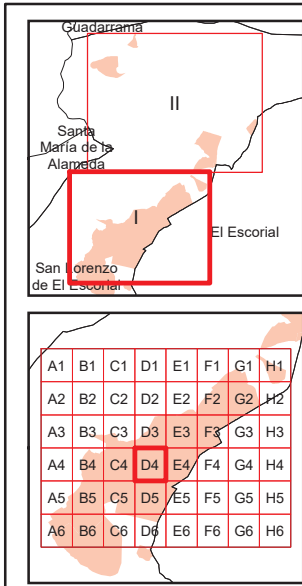 Guadarrama
II
Santa
María de la
Alameda
I
El Escorial
San Lorenzo
de El Escorial
A1 B1 C1 D1 E1 F1 G1 H1
A2 B2 C2 D2 E2 F2 G2 H2
A3 B3 C3 D3 E3 F3 G3 H3
A4 B4 C4 D4 E4 F4 G4 H4
A5 B5 C5 D5 E5 F5 G5 H5
A6 B6 C6 D6 E6 F6 G6 H6